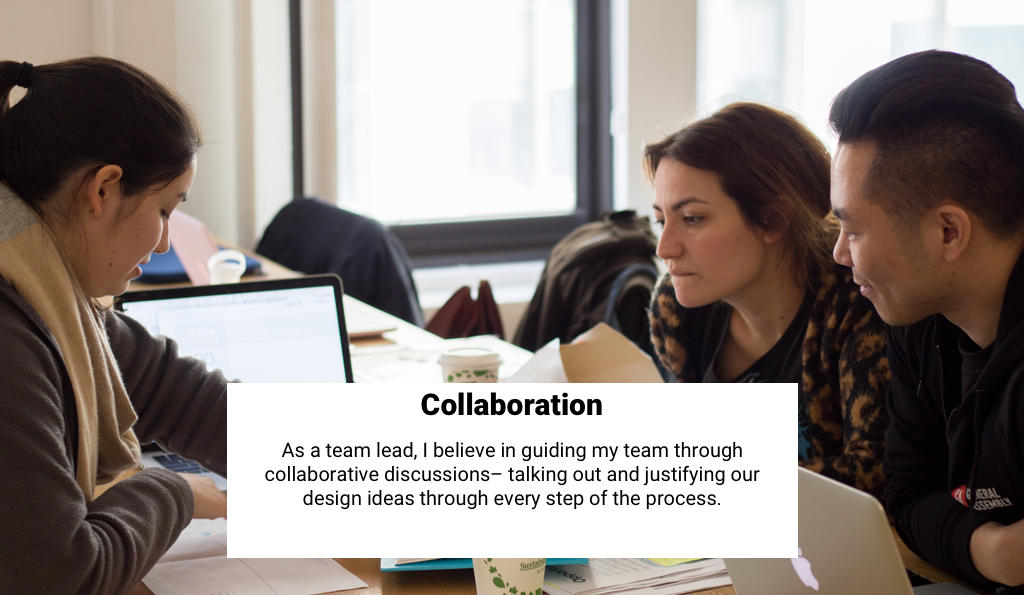 Collaboration
As a team lead, I believe in guiding my team through
collaborative discussions– talking out and justifying our
design ideas through every step of the process.
GENERAL
ASSEMBLY